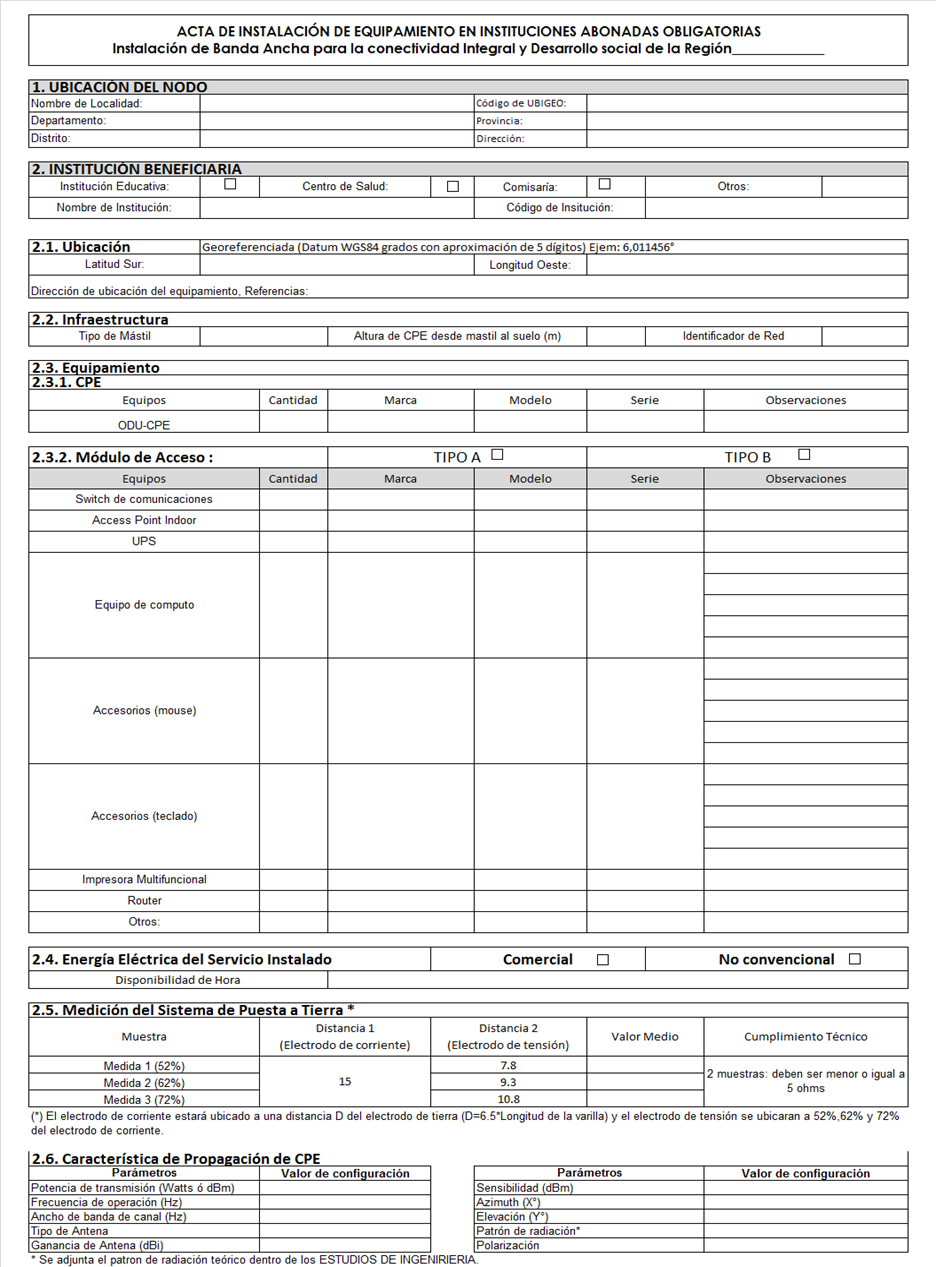 ACTA DE INSTALACIÓN DE EQUIPAMIENTO EN INSTITUCIONES ABONADAS OBLIGATORIAS
Instalación de Banda Ancha para la conectividad Integral y Desarrollo social de la Región____________
1. UBICACIÓN DEL NODO
Nombre de Localidad: Código de UBIGEO:
Departamento: Provincia:
Distrito: Dirección:
2. INSTITUCIÓN BENEFICIARIA
Institución Educativa: ☐ Centro de Salud: ☐ Comisaría: ☐ Otros:
Nombre de Institución: Código de Insitución:
2.1. Ubicación Georeferenciada (Datum WGS84 grados con aproximación de 5 dígitos) Ejem: 6,011456°
Latitud Sur: Longitud Oeste:
Dirección de ubicación del equipamiento, Referencias:
2.2. Infraestructura
Tipo de Mástil Altura de CPE desde mastil al suelo (m) Identificador de Red
2.3. Equipamiento
2.3.1. CPE
Equipos Cantidad Marca Modelo Serie Observaciones
ODU-CPE
2.3.2. Módulo de Acceso : TIPO A ☐ TIPO B ☐
Equipos Cantidad Marca Modelo Serie Observaciones
Switch de comunicaciones
Access Point Indoor
UPS
Equipo de computo
Accesorios (mouse)
Accesorios (teclado)
Impresora Multifuncional
Router
Otros:
2.4. Energía Eléctrica del Servicio Instalado Comercial ☐ No convencional ☐
Disponibilidad de Hora
2.5. Medición del Sistema de Puesta a Tierra *
Muestra Distancia 1 (Electrodo de corriente) Distancia 2 (Electrodo de tensión) Valor Medio Cumplimiento Técnico
Medida 1 (52%) 15 7.8 2 muestras: deben ser menor o igual a 5 ohms
Medida 2 (62%) 9.3
Medida 3 (72%) 10.8
(*) El electrodo de corriente estará ubicado a una distancia D del electrodo de tierra (D=6.5*Longitud de la varilla) y el electrodo de tensión se ubicaran a 52%,62% y 72%
del electrodo de corriente.
2.6. Característica de Propagación de CPE
Parámetros Valor de configuración Parámetros Valor de configuración
Potencia de transmisión (Watts ó dBm) Sensibilidad (dBm)
Frecuencia de operación (Hz) Azimuth (X°)
Ancho de banda de canal (Hz) Elevación (Y°)
Tipo de Antena Patrón de radiación*
Ganancia de Antena (dBi) Polarización
* Se adjunta el patron de radiación teórico dentro de los ESTUDIOS DE INGENIRIERIA.